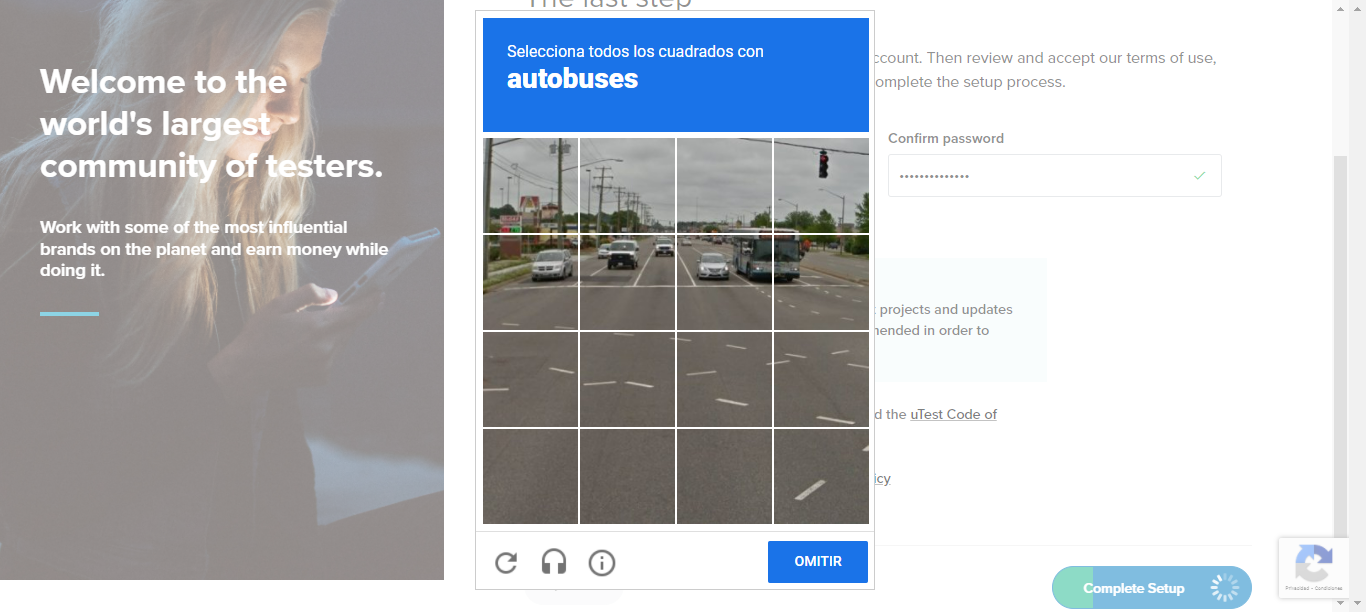 The last step
Welcome to the
world's largest
community of testers.
Work with some of the most influential
brands on the planet and earn money while
doing it.
Selecciona todos los cuadrados con
autobuses
OMITIR
ccount. Then review and accept our terms of use,
omplete the setup process.
Confirm password
projects and updates
nended in order to
d the uTest Code of
icy
Complete Setup
Privacidad - Condiciones